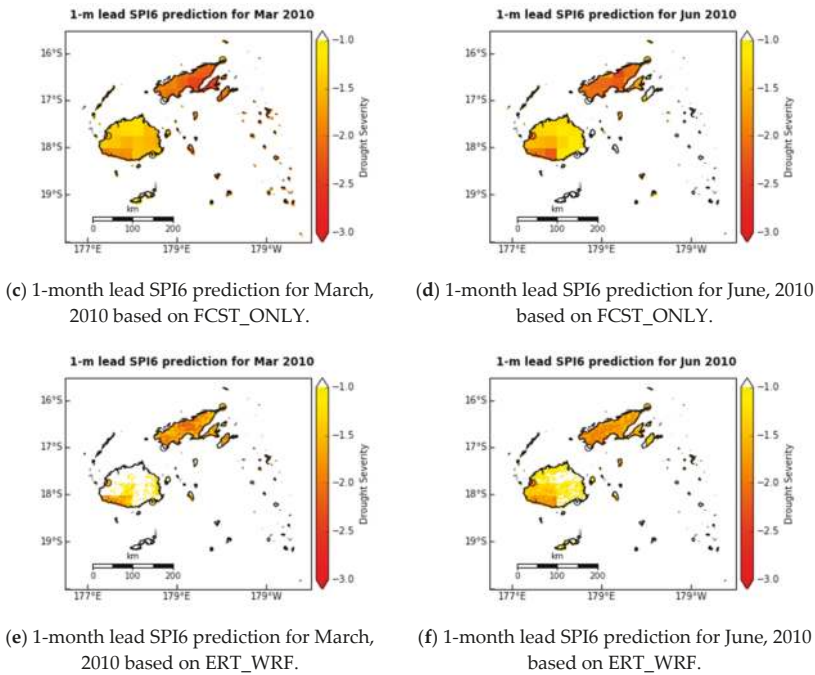 1-m lead SPI6 prediction for Mar 2010
16°S
17°S
18°S
19°S
km
0 100 200
177°E 179°E 179°W
−1.0
−1.5
−2.0
−2.5
−3.0
Drought Severity
1-m lead SPI6 prediction for Jun 2010
16°S
17°S
18°S
19°S
km
0 100 200
177°E 179°E 179°W
−1.0
−1.5
−2.0
−2.5
−3.0
Drought Severity
(c) 1-month lead SPI6 prediction for March,
2010 based on FCST_ONLY.
(d) 1-month lead SPI6 prediction for June, 2010
based on FCST_ONLY.
1-m lead SPI6 prediction for Mar 2010
16°S
17°S
18°S
19°S
km
0 100 200
177°E 179°E 179°W
−1.0
−1.5
−2.0
−2.5
−3.0
Drought Severity
1-m lead SPI6 prediction for Jun 2010
16°S
17°S
18°S
19°S
km
0 100 200
177°E 179°E 179°W
−1.0
−1.5
−2.0
−2.5
−3.0
Drought Severity
(e) 1-month lead SPI6 prediction for March,
2010 based on ERT_WRF.
(f) 1-month lead SPI6 prediction for June, 2010
based on ERT_WRF.